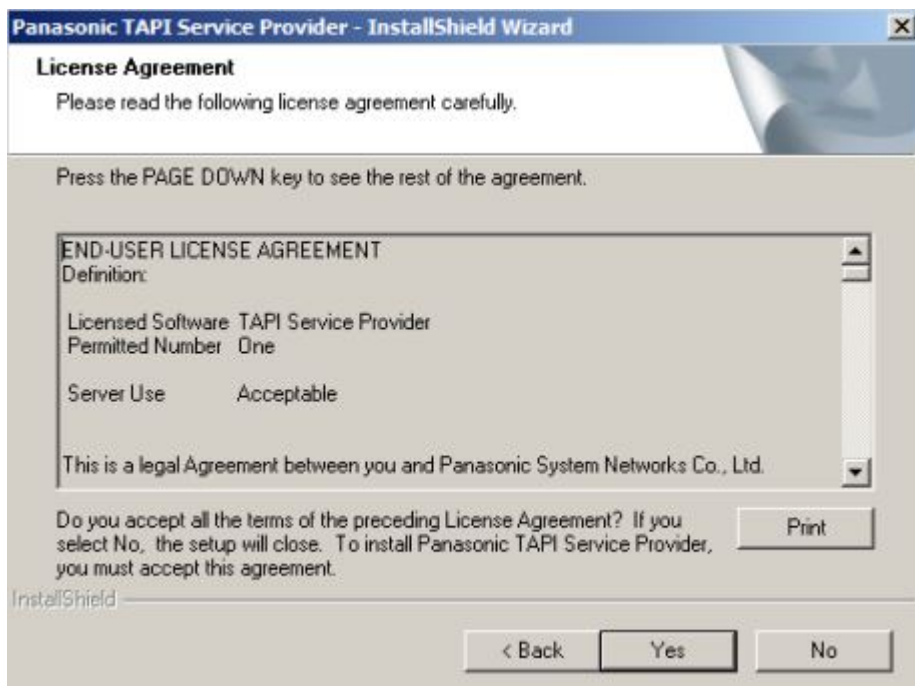 Panasonic TAPI Service Provider - InstallShield Wizard
License Agreement
Please read the following license agreement carefully.
Press the PAGE DOWN key to see the rest of the agreement.
END-USER LICENSE AGREEMENT
Definition:
Licensed Software TAPI Service Provider
Permitted Number One
Server Use Acceptable
This is a legal Agreement between you and Panasonic System Networks Co., Ltd.
Do you accept all the terms of the preceding License Agreement? If you
select No, the setup will close. To install Panasonic TAPI Service Provider,
you must accept this agreement.
Print
InstallShield
< Back Yes No